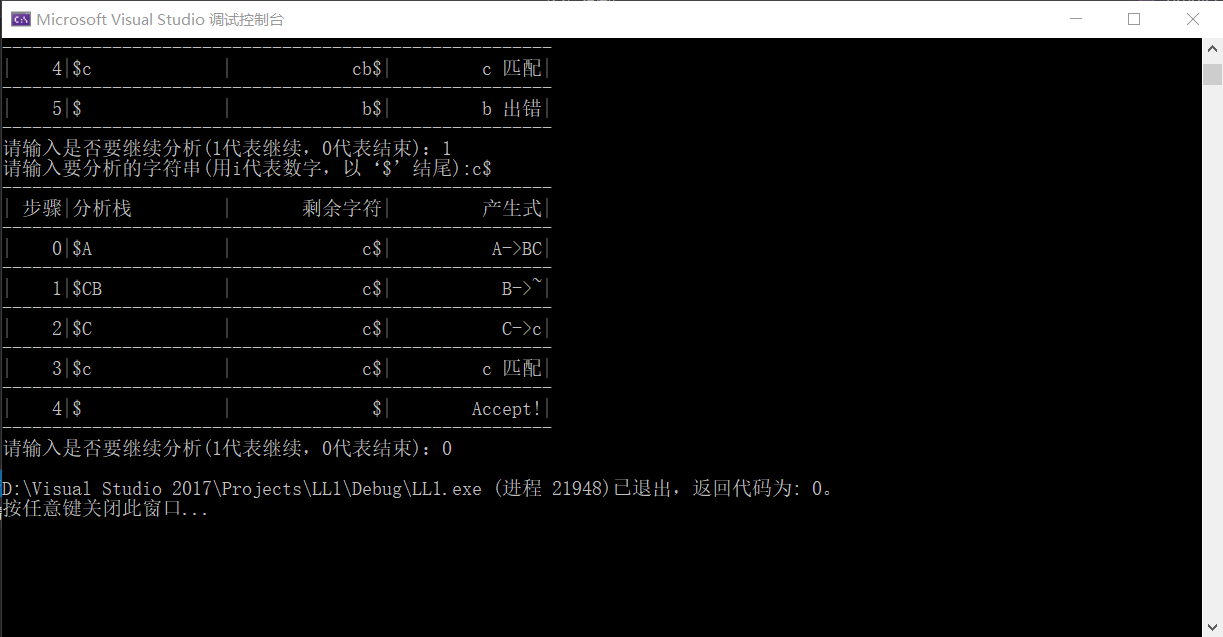 Microsoft Visual Studio 调试控制台
| 4|$c | cb$| c 匹配|
| 5|$ | b$| b 出错|
请输入是否要继续分析(1代表继续，0代表结束)：1
请输入要分析的字符串(用i代表数字，以‘$’结尾):c$
| 步骤|分析栈 | 剩余字符| 产生式|
| 0|$A | c$| A->BC|
| 1|$CB | c$| B->~|
| 2|$C | c$| C->c|
| 3|$c | c$| c 匹配|
| 4|$ | $| Accept!|
请输入是否要继续分析(1代表继续，0代表结束)：0
D:\Visual Studio 2017\Projects\LL1\Debug\LL1.exe (进程 21948)已退出，返回代码为: 0。
按任意键关闭此窗口...